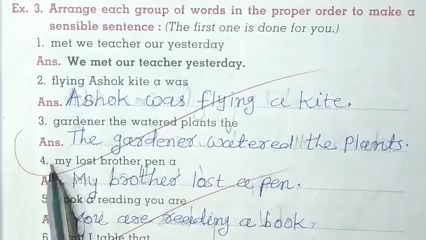 Ex. 3. Arrange each group of words in the proper order to make a
sensible sentence : (The first one is done for you.)
1. met we teacher our yesterday
Ans. We met our teacher yesterday.
2. flying Ashok kite a was
Ans. Ashok was flying a kite.
3. gardener the watered plants the
Ans. The gardener watered the Plants.
4. my lost brother pen a
My brother lost a pen.
5. a reading you are
You are reading a book.
6. I table that